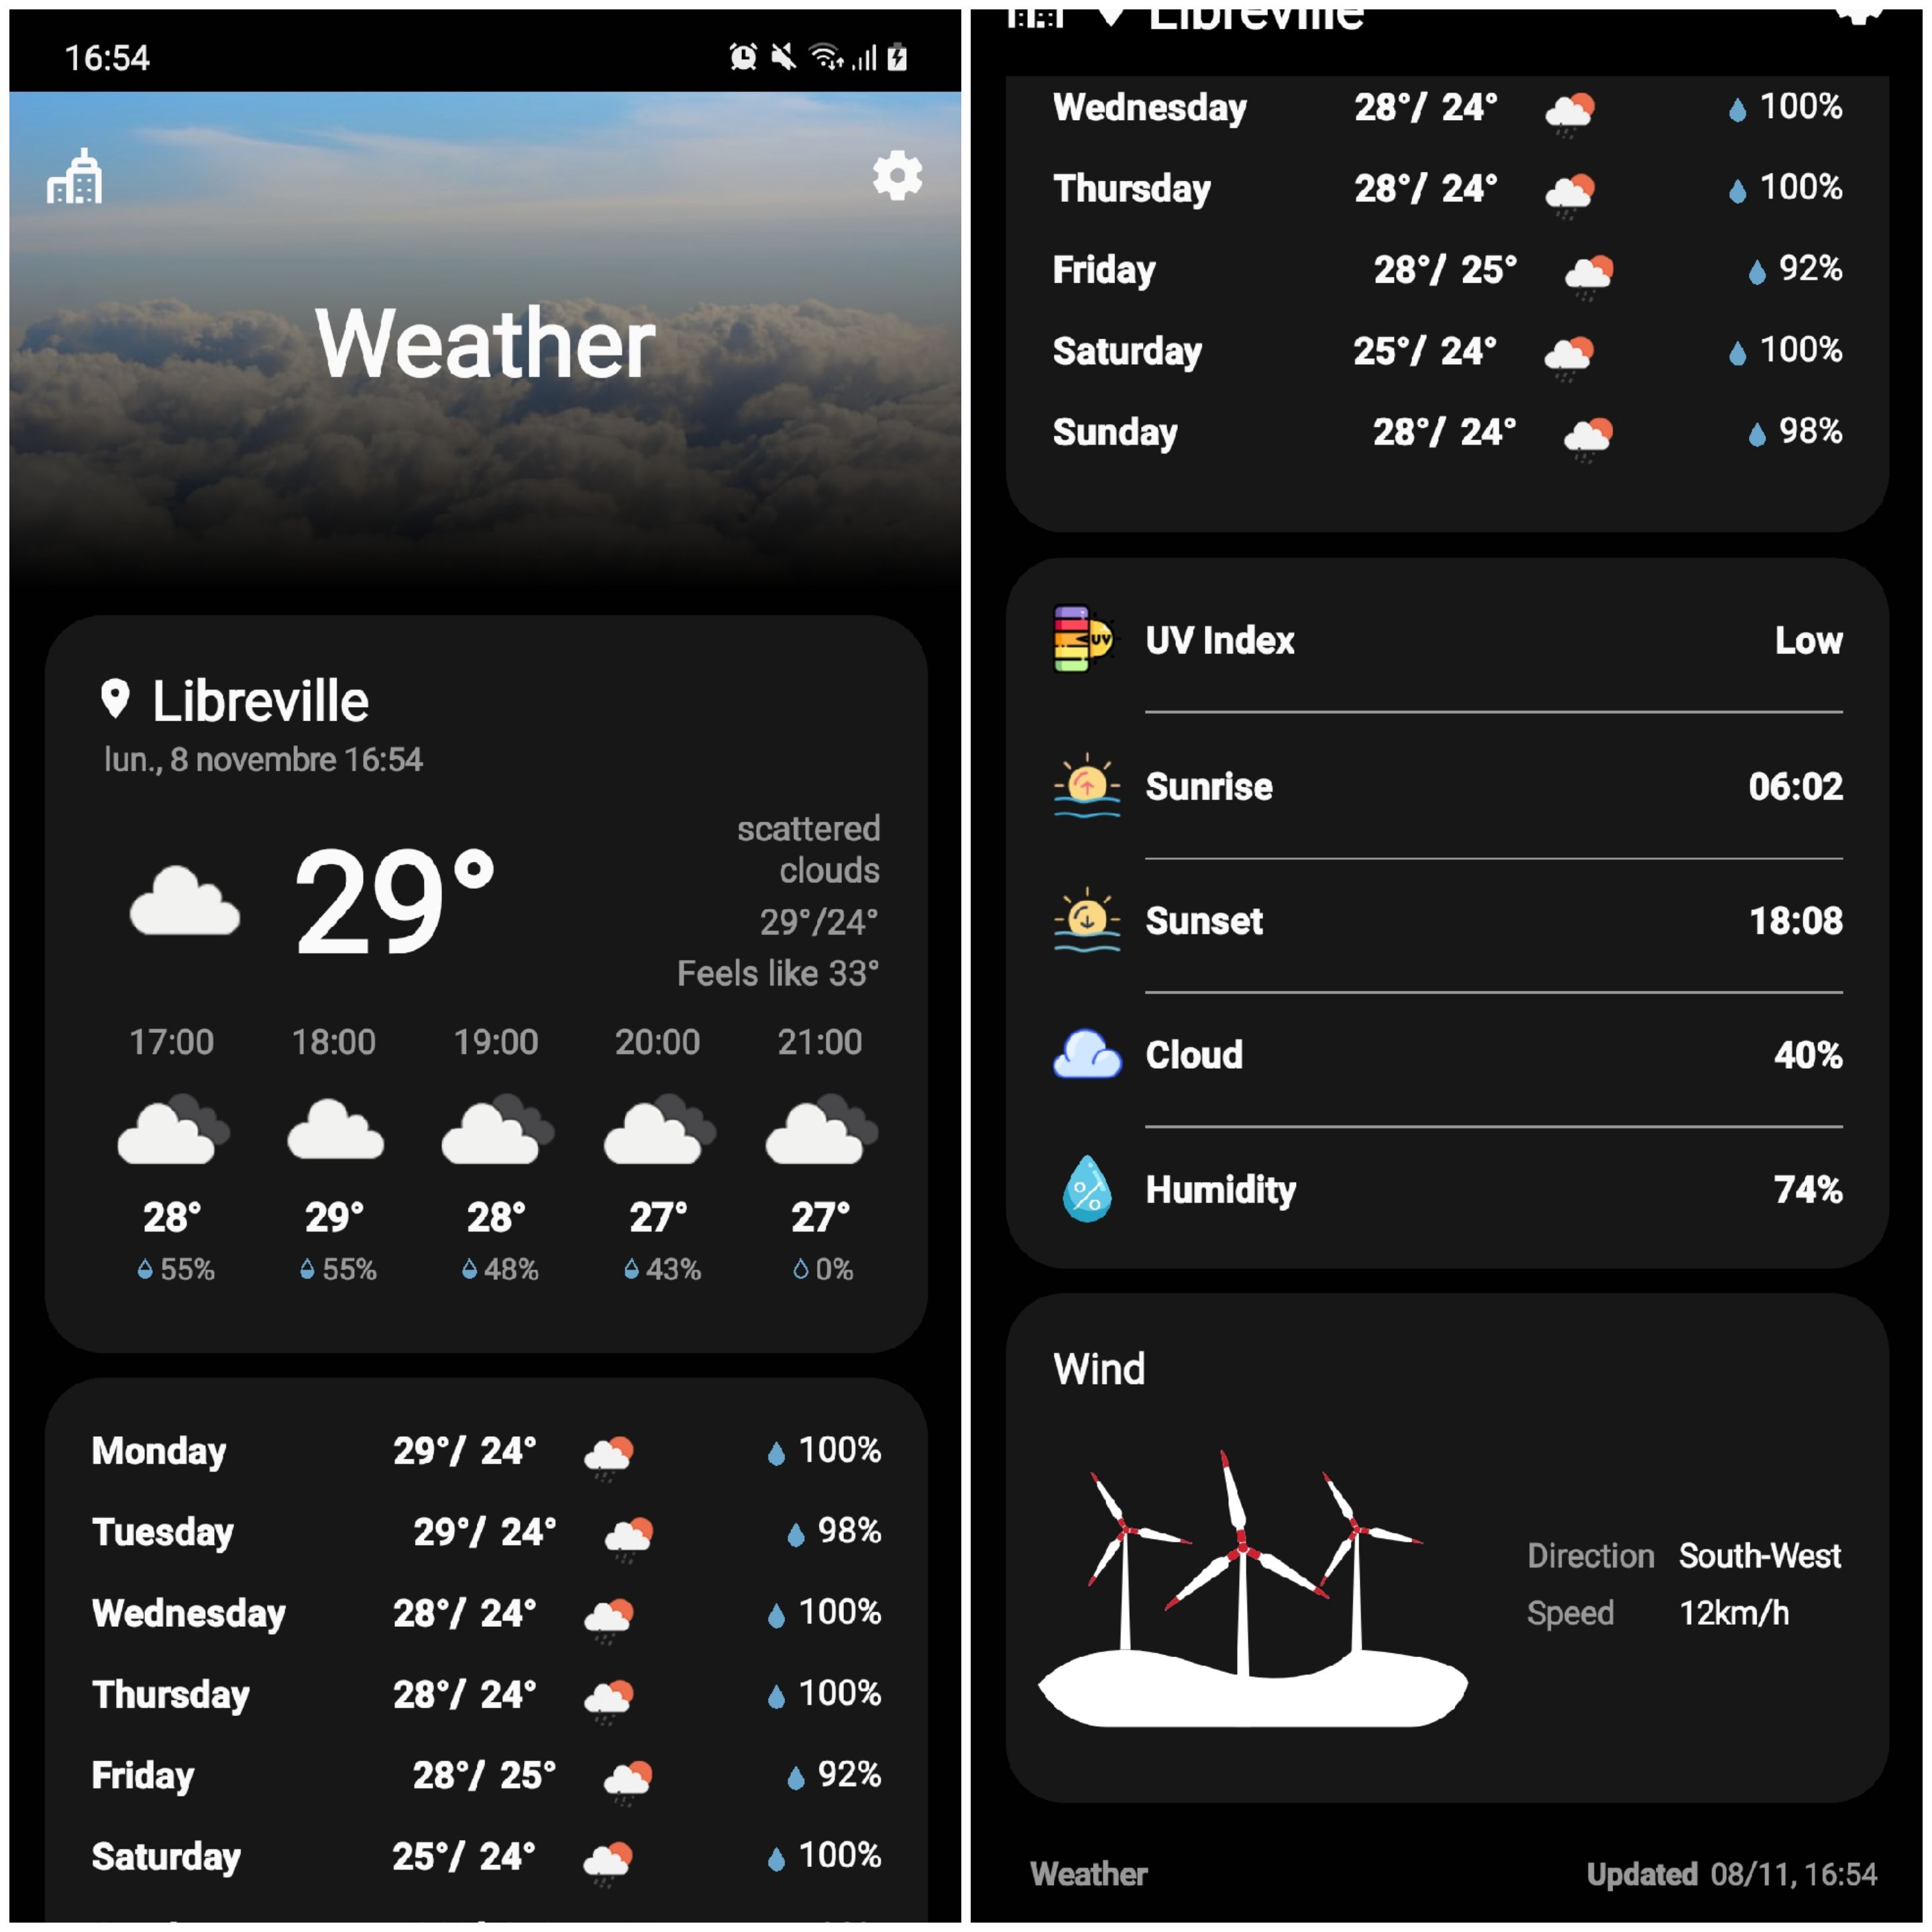 16:54
Weather
Libreville
lun., 8 novembre 16:54
29°
scattered
clouds
29°/24°
Feels like 33°
17:00 18:00 19:00 20:00 21:00
28° 29° 28° 27° 27°
55% 55% 48% 43% 0%
Monday 29°/ 24° 100%
Tuesday 29°/ 24° 98%
Wednesday 28°/ 24° 100%
Thursday 28°/ 24° 100%
Friday 28°/ 25° 92%
Saturday 25°/ 24° 100%
Libreville
Wednesday 28°/ 24° 100%
Thursday 28°/ 24° 100%
Friday 28°/ 25° 92%
Saturday 25°/ 24° 100%
Sunday 28°/ 24° 98%
UV
UV Index Low
Sunrise 06:02
Sunset 18:08
Cloud 40%
%
Humidity 74%
Wind
Direction South-West
Speed 12km/h
Weather Updated 08/11, 16:54